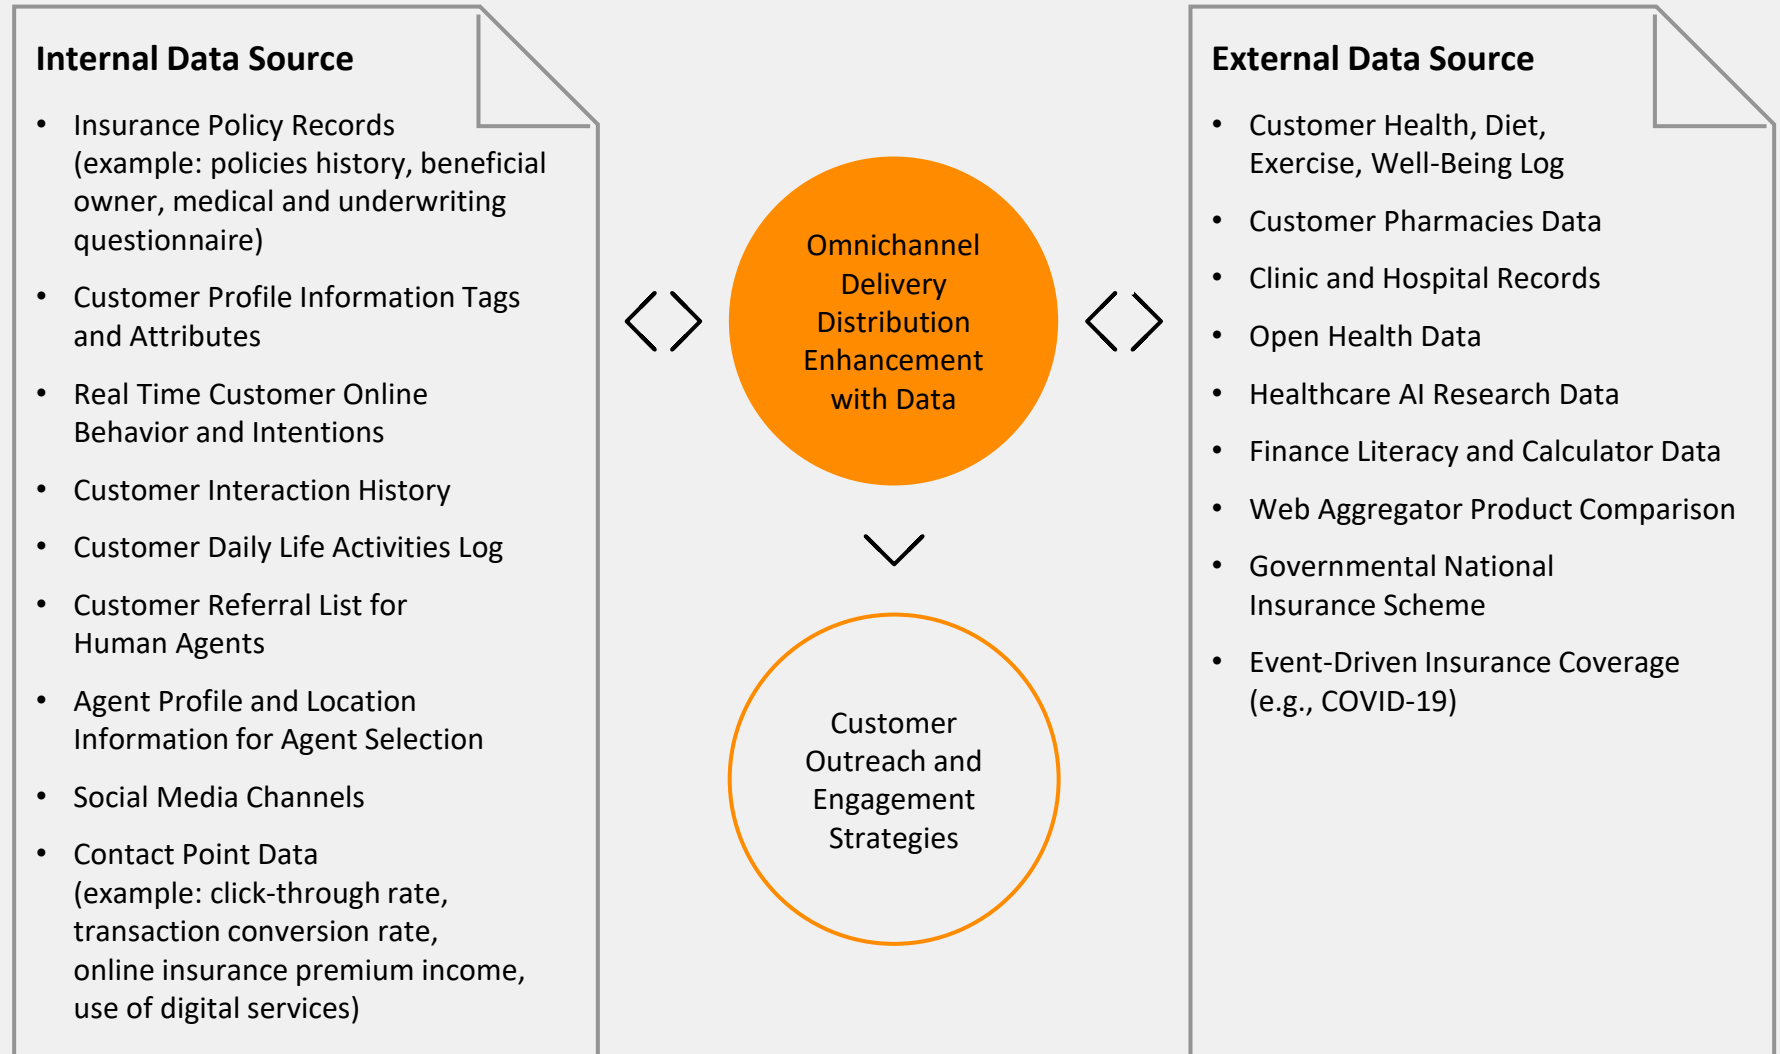 Internal Data Source
• Insurance Policy Records
(example: policies history, beneficial
owner, medical and underwriting
questionnaire)
• Customer Profile Information Tags
and Attributes
• Real Time Customer Online
Behavior and Intentions
• Customer Interaction History
• Customer Daily Life Activities Log
• Customer Referral List for
Human Agents
• Agent Profile and Location
Information for Agent Selection
• Social Media Channels
• Contact Point Data
(example: click-through rate,
transaction conversion rate,
online insurance premium income,
use of digital services)
Omnichannel
Delivery
Distribution
Enhancement
with Data
Customer
Outreach and
Engagement
Strategies
External Data Source
• Customer Health, Diet,
Exercise, Well-Being Log
• Customer Pharmacies Data
• Clinic and Hospital Records
• Open Health Data
• Healthcare AI Research Data
• Finance Literacy and Calculator Data
• Web Aggregator Product Comparison
• Governmental National
Insurance Scheme
• Event-Driven Insurance Coverage
(e.g., COVID-19)